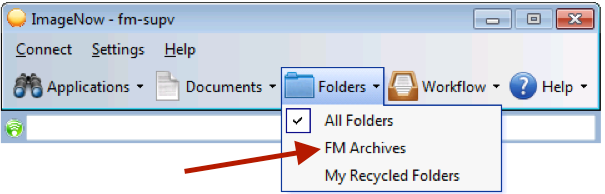 ImageNow - fm-supv
Connect Settings Help
Applications Documents Folders Workflow Help
All Folders
FM Archives
My Recycled Folders